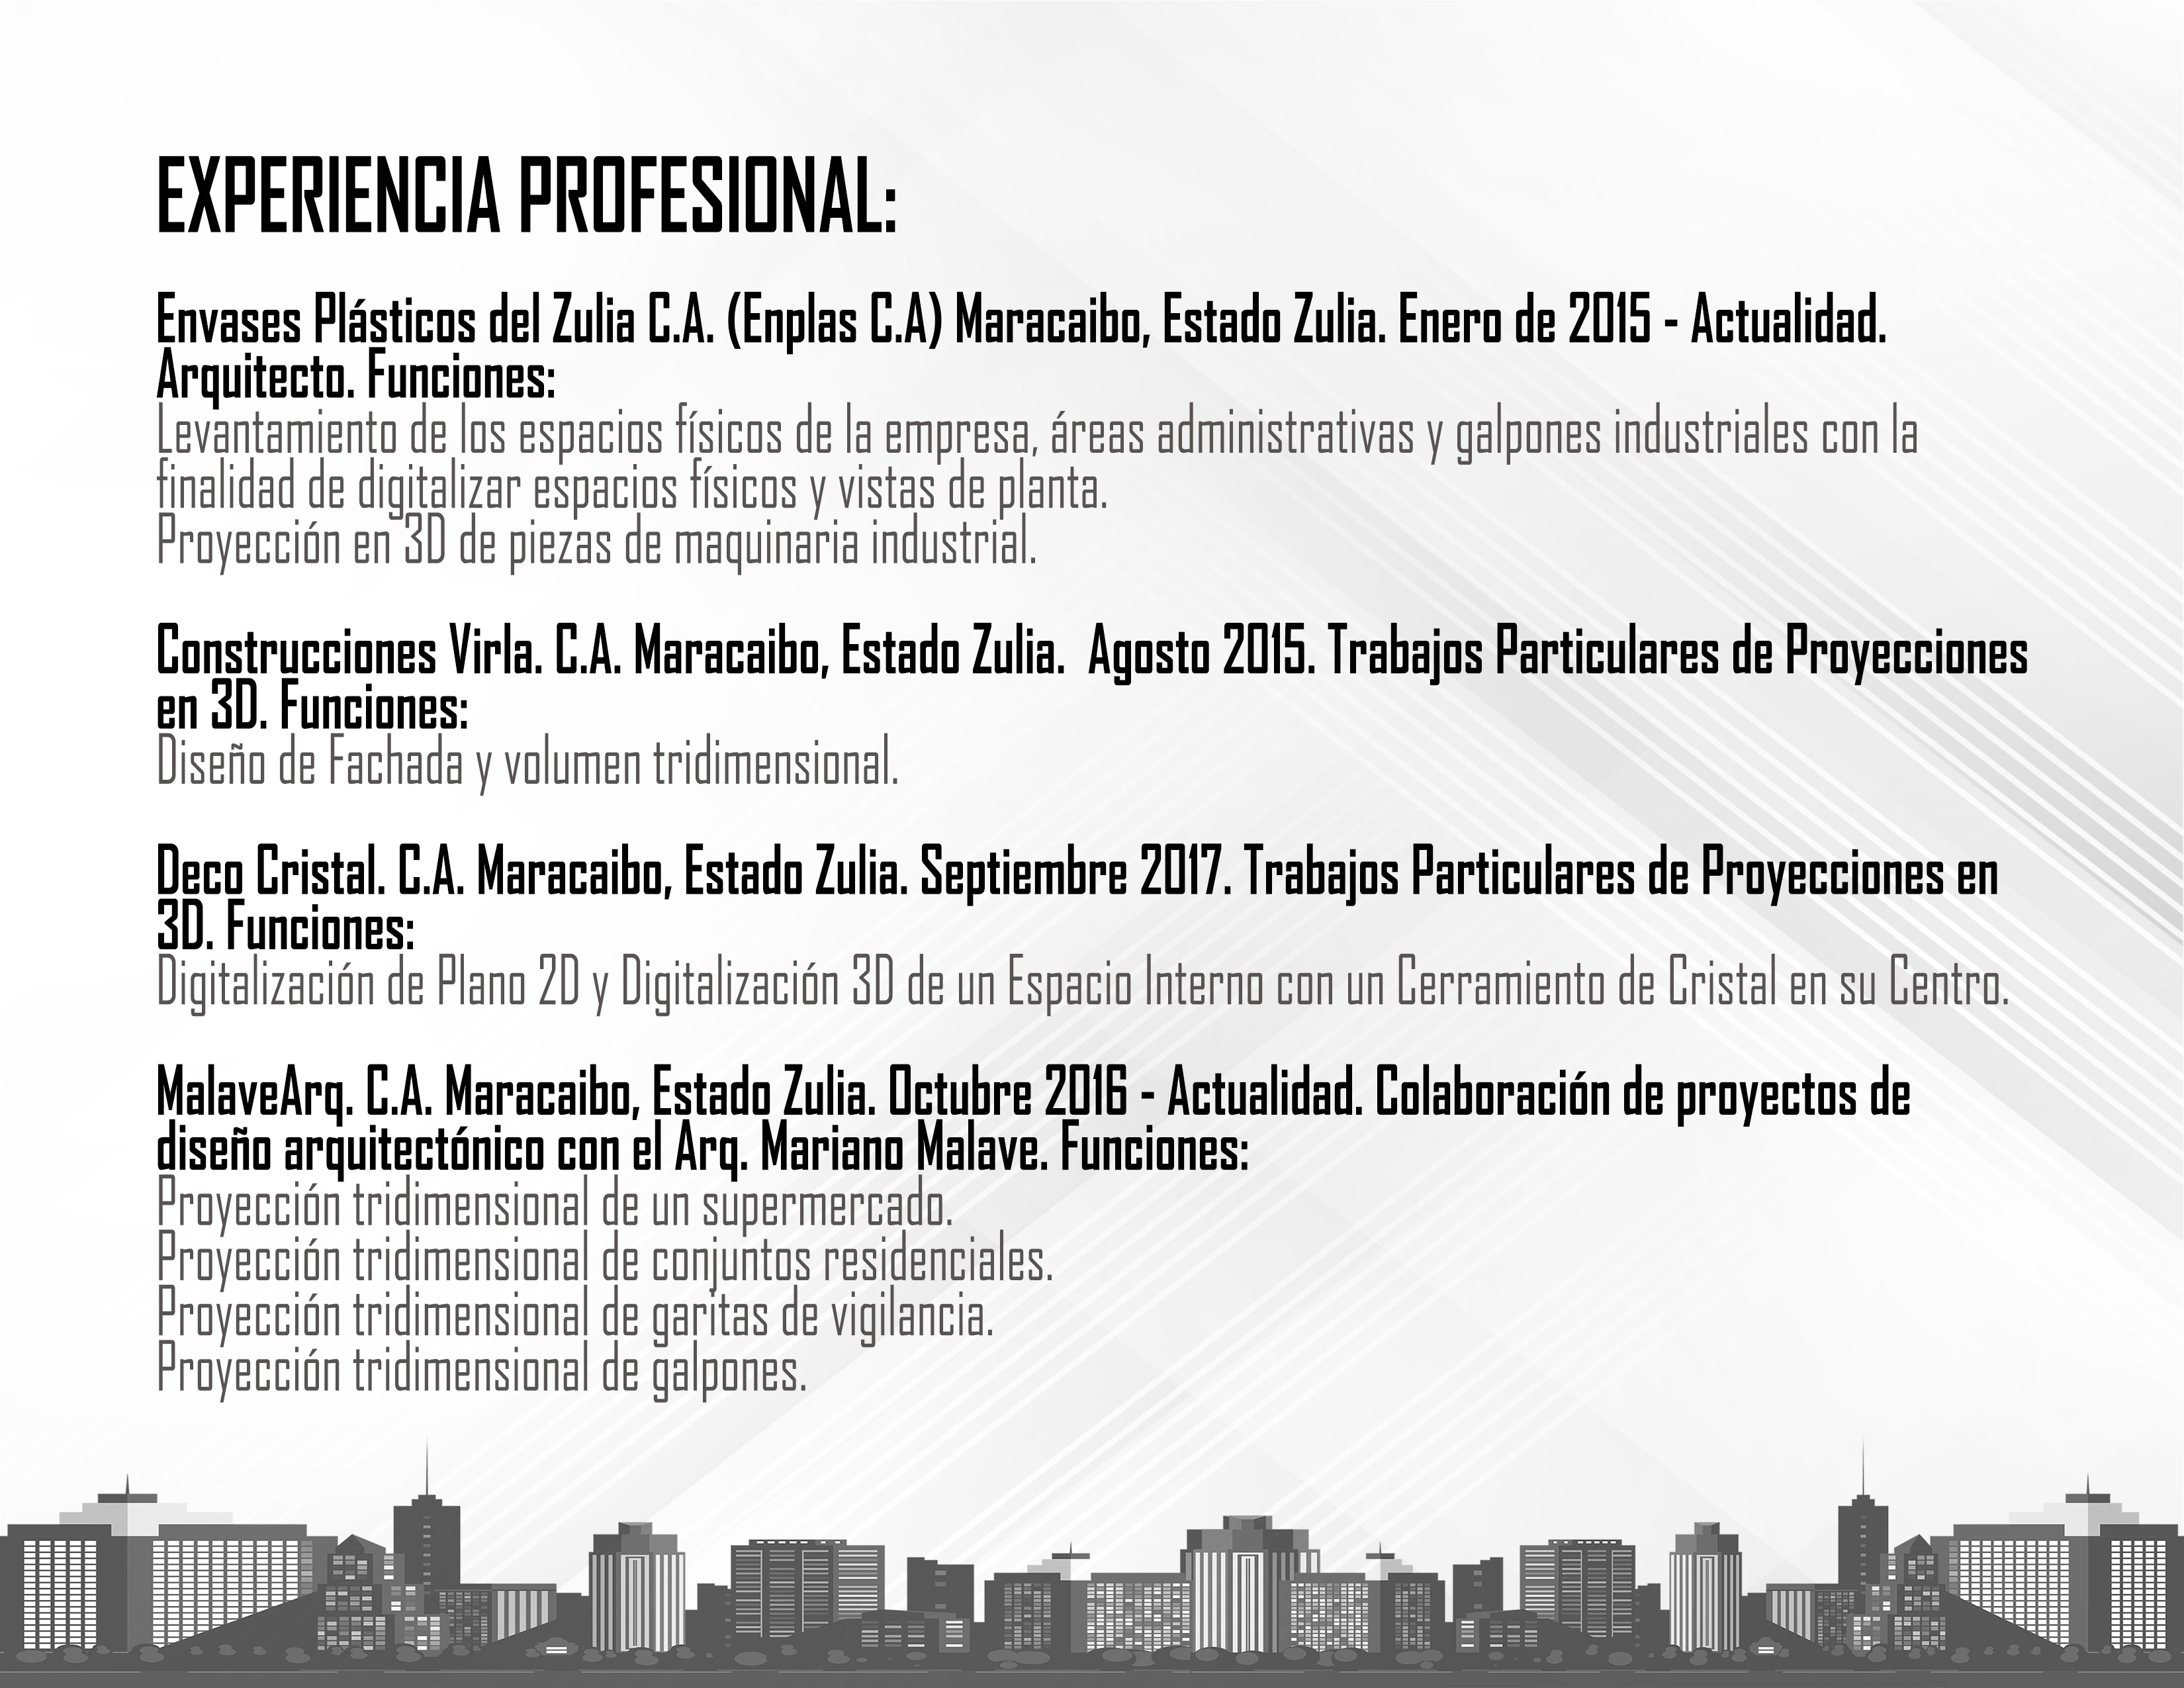 EXPERIENCIA PROFESIONAL:
Envases Plásticos del Zulia C.A. (Enplas C.A) Maracaibo, Estado Zulia. Enero de 2015 - Actualidad.
Arquitecto. Funciones:
Levantamiento de los espacios físicos de la empresa, áreas administrativas y galpones industriales con la
finalidad de digitalizar espacios físicos y vistas de planta.
Proyección en 3D de piezas de maquinaria industrial.
Construcciones Virla. C.A. Maracaibo, Estado Zulia.  Agosto 2015. Trabajos Particulares de Proyecciones
en 3D. Funciones:
Diseño de Fachada y volumen tridimensional.
Deco Cristal. C.A. Maracaibo, Estado Zulia. Septiembre 2017. Trabajos Particulares de Proyecciones en
3D. Funciones:
Digitalización de Plano 2D y Digitalización 3D de un Espacio Interno con un Cerramiento de Cristal en su Centro.
MalaveArq. C.A. Maracaibo, Estado Zulia. Octubre 2016 - Actualidad. Colaboración de proyectos de
diseño arquitectónico con el Arq. Mariano Malave. Funciones:
Proyección tridimensional de un supermercado.
Proyección tridimensional de conjuntos residenciales.
Proyección tridimensional de garitas de vigilancia.
Proyección tridimensional de galpones.